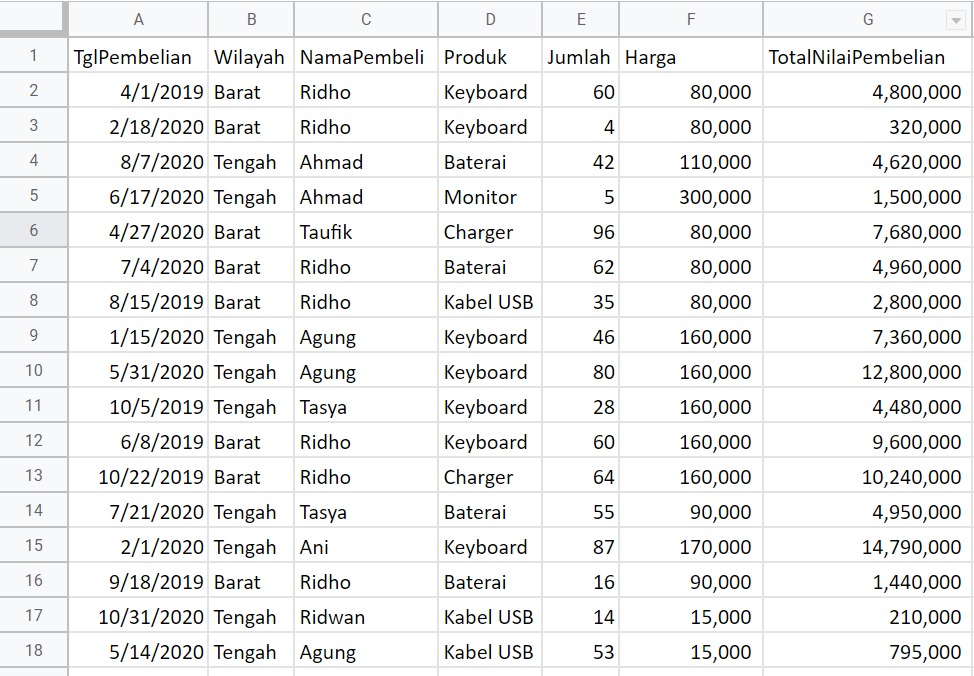 A B C D E F G
1 TglPembelian Wilayah NamaPembeli Produk Jumlah Harga TotalNilaiPembelian
2 4/1/2019 Barat Ridho Keyboard 60 80,000 4,800,000
3 2/18/2020 Barat Ridho Keyboard 4 80,000 320,000
4 8/7/2020 Tengah Ahmad Baterai 42 110,000 4,620,000
5 6/17/2020 Tengah Ahmad Monitor 5 300,000 1,500,000
6 4/27/2020 Barat Taufik Charger 96 80,000 7,680,000
7 7/4/2020 Barat Ridho Baterai 62 80,000 4,960,000
8 8/15/2019 Barat Ridho Kabel USB 35 80,000 2,800,000
9 1/15/2020 Tengah Agung Keyboard 46 160,000 7,360,000
10 5/31/2020 Tengah Agung Keyboard 80 160,000 12,800,000
11 10/5/2019 Tengah Tasya Keyboard 28 160,000 4,480,000
12 6/8/2019 Barat Ridho Keyboard 60 160,000 9,600,000
13 10/22/2019 Barat Ridho Charger 64 160,000 10,240,000
14 7/21/2020 Tengah Tasya Baterai 55 90,000 4,950,000
15 2/1/2020 Tengah Ani Keyboard 87 170,000 14,790,000
16 9/18/2019 Barat Ridho Baterai 16 90,000 1,440,000
17 10/31/2020 Tengah Ridwan Kabel USB 14 15,000 210,000
18 5/14/2020 Tengah Agung Kabel USB 53 15,000 795,000